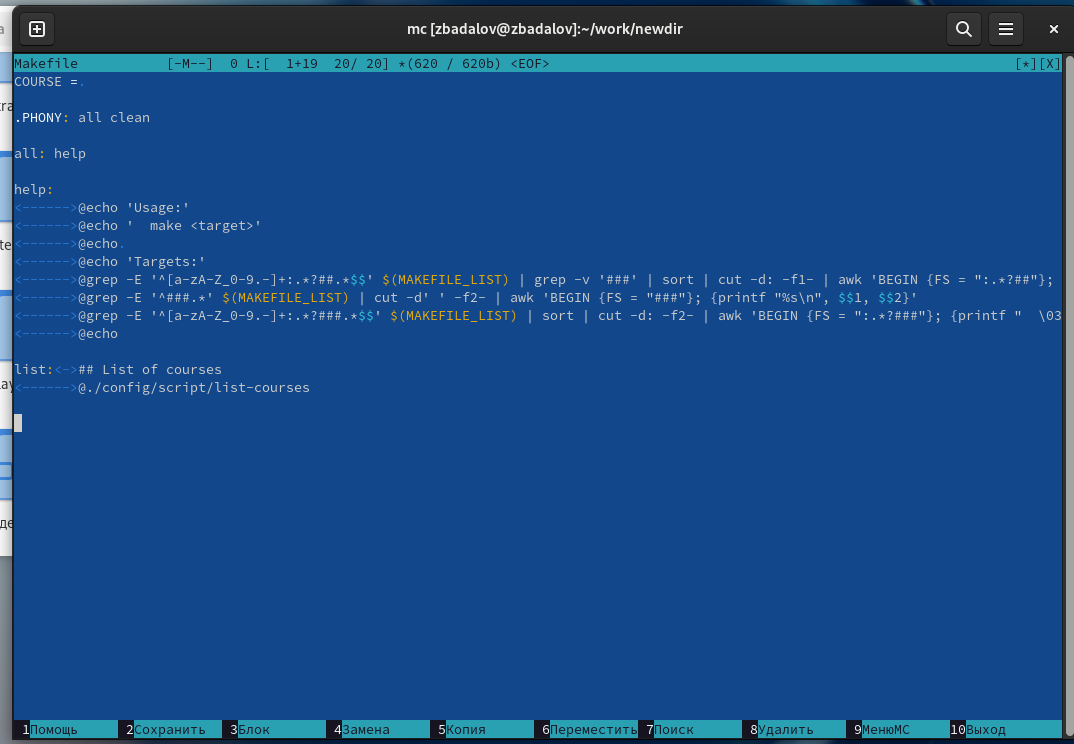 mc [zbadalov@zbadalov]:~/work/newdir
Makefile [-M--] 0 L:[ 1+19 20/ 20] *(620 / 620b) <EOF> [*][X]
COURSE =.
.PHONY: all clean
all: help
help:
<------>@echo 'Usage:'
<------>@echo '  make <target>'
<------>@echo.
<------>@echo 'Targets:'
<------>@grep -E '^[a-zA-Z_0-9.-]+:.*?##.*$$' $(MAKEFILE_LIST) | grep -v '###' | sort | cut -d: -f1- | awk 'BEGIN {FS = ":.*?##"};
<------>@grep -E '^###.*' $(MAKEFILE_LIST) | cut -d' ' -f2- | awk 'BEGIN {FS = "###"}; {printf "%s\n", $$1, $$2}'
<------>@grep -E '^[a-zA-Z_0-9.-]+:.*?###.*$$' $(MAKEFILE_LIST) | sort | cut -d: -f2- | awk 'BEGIN {FS = ":.*?###"}; {printf "  \03
<------>@echo
list:<->## List of courses
<------>@./config/script/list-courses
1Помощь 2Сохранить 3Блок 4Замена 5Копия 6Переместить 7Поиск 8Удалить 9МенюMC 10Выход